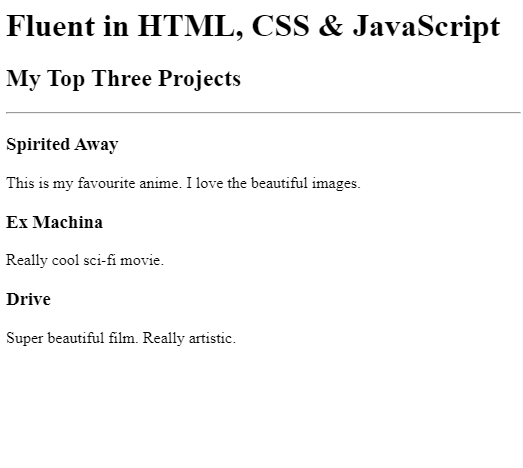 Fluent in HTML, CSS & JavaScript
My Top Three Projects
Spirited Away
This is my favourite anime. I love the beautiful images.
Ex Machina
Really cool sci-fi movie.
Drive
Super beautiful film. Really artistic.